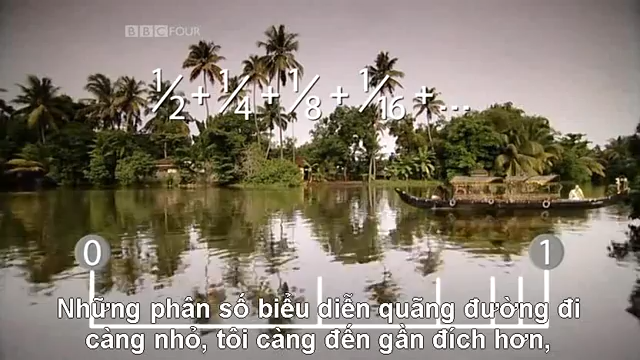 BBC FOUR
1/2 + 1/4 + 1/8 + 1/16 + ...
0 1
Những phân số biểu diễn quãng đường đi
càng nhỏ, tôi càng đến gần đích hơn,